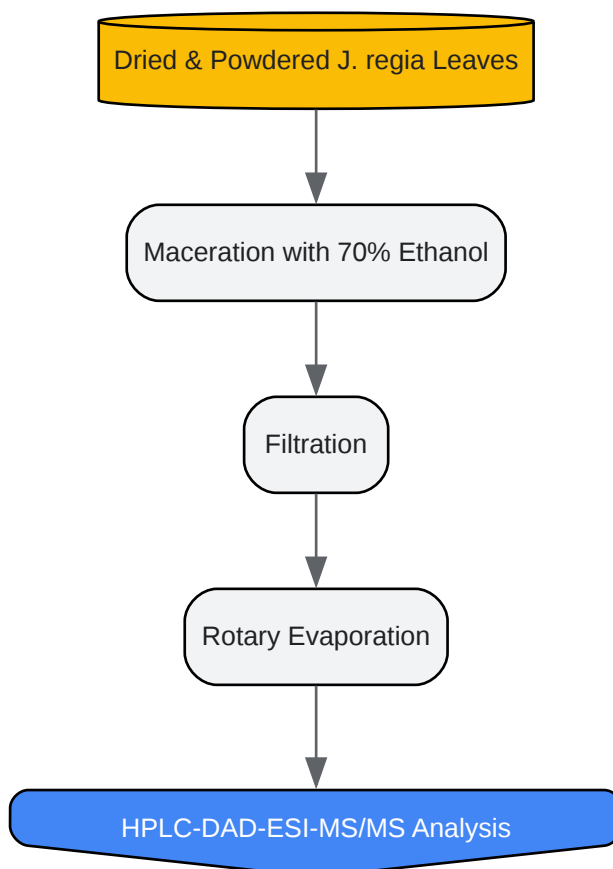 Dried & Powdered J. regia Leaves
Maceration with 70% Ethanol
Filtration
Rotary Evaporation
HPLC-DAD-ESI-MS/MS Analysis